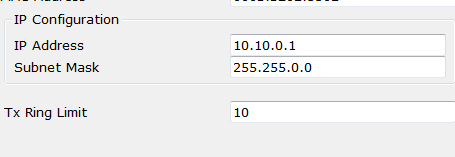 IP Configuration
IP Address 10.10.0.1
Subnet Mask 255.255.0.0
Tx Ring Limit 10